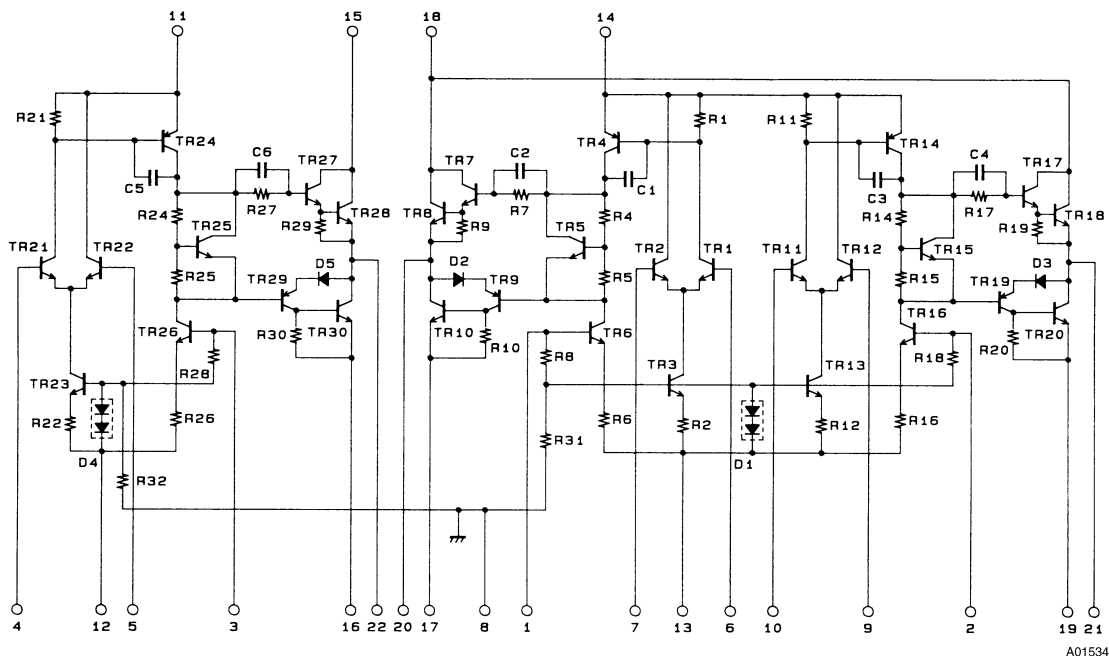 11 15 18 14
R21 TR24 C5 C6 TR27 R27 R24 TR25 R29 TR28
TR7 C2 TR8 R9 R7 TR4 C1 R1 R4 TR5
R11 TR14 C3 C4 TR17 R14 R17 TR15 R19 TR18
TR21 TR22 R25 TR29 D5
D2 TR9 R5 TR2 TR1
TR11 TR12 R15 TR19 D3
TR26 R30 TR30 TR10 R10 TR6 R8
TR16 R18 R20 TR20
TR23 R28 R22 R26 D4 R32
R31 R6 TR3 R2 D1 TR13 R12 R16
4 12 5 3 16 22 20 17 8 1 7 13 6 10 9 2 19 21
A01534